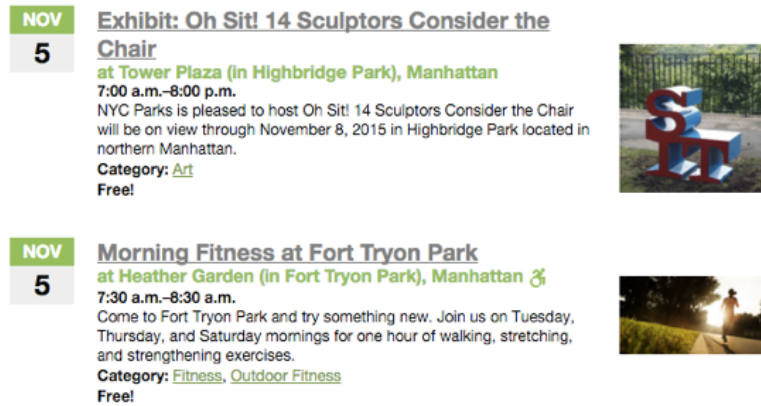 NOV
5
Exhibit: Oh Sit! 14 Sculptors Consider the
Chair
at Tower Plaza (in Highbridge Park), Manhattan
7:00 a.m.–8:00 p.m.
NYC Parks is pleased to host Oh Sit! 14 Sculptors Consider the Chair
will be on view through November 8, 2015 in Highbridge Park located in
northern Manhattan.
Category: Art
Free!
SIT
NOV
5
Morning Fitness at Fort Tryon Park
at Heather Garden (in Fort Tryon Park), Manhattan
7:30 a.m.–8:30 a.m.
Come to Fort Tryon Park and try something new. Join us on Tuesday,
Thursday, and Saturday mornings for one hour of walking, stretching,
and strengthening exercises.
Category: Fitness, Outdoor Fitness
Free!